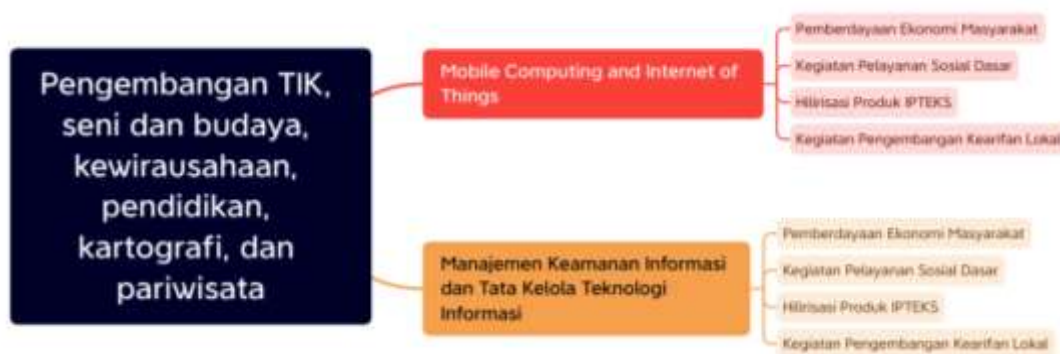 Pengembangan TIK,
seni dan budaya,
kewirausahaan,
pendidikan,
kartografi, dan
pariwisata
Mobile Computing and Internet of
Things
Pemberdayaan Ekonomi Masyarakat
Kegiatan Pelayanan Sosial Dasar
Hilirisasi Produk IPTEKS
Kegiatan Pengembangan Kearifan Lokal
Manajemen Keamanan Informasi
dan Tata Kelola Teknologi
Informasi
Pemberdayaan Ekonomi Masyarakat
Kegiatan Pelayanan Sosial Dasar
Hilirisasi Produk IPTEKS
Kegiatan Pengembangan Kearifan Lokal